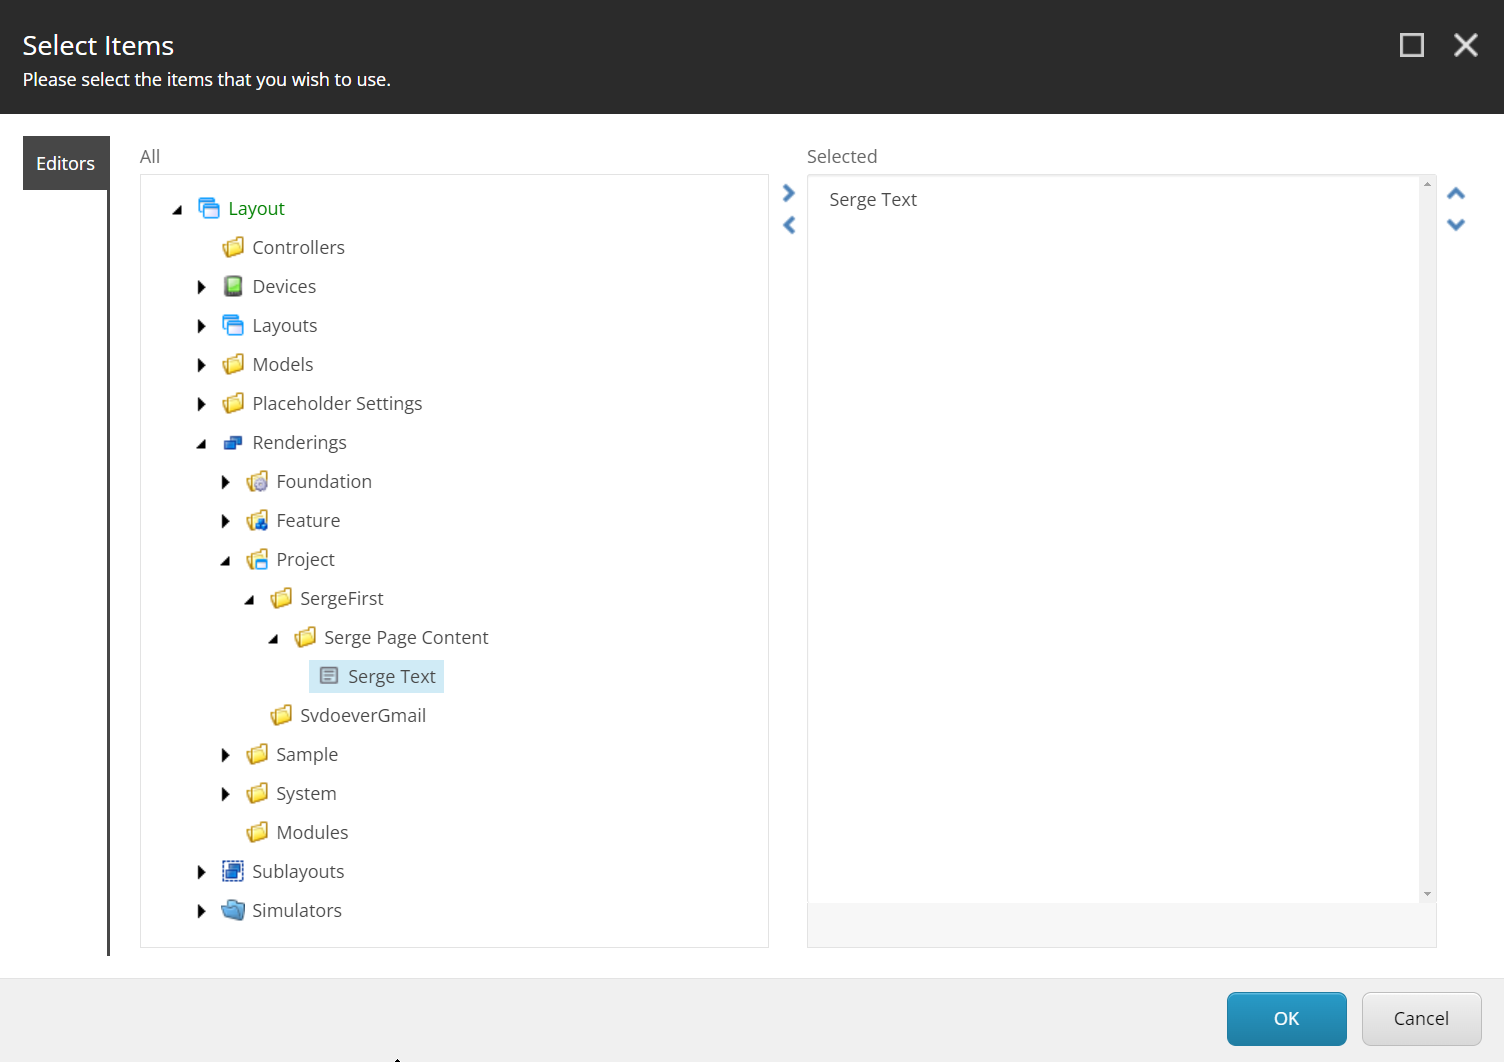 Select Items
Please select the items that you wish to use.
Editors
All
Layout
Controllers
Devices
Layouts
Models
Placeholder Settings
Renderings
Foundation
Feature
Project
SergeFirst
Serge Page Content
Serge Text
SvdoeverGmail
Sample
System
Modules
Sublayouts
Simulators
Selected
Serge Text
OK
Cancel